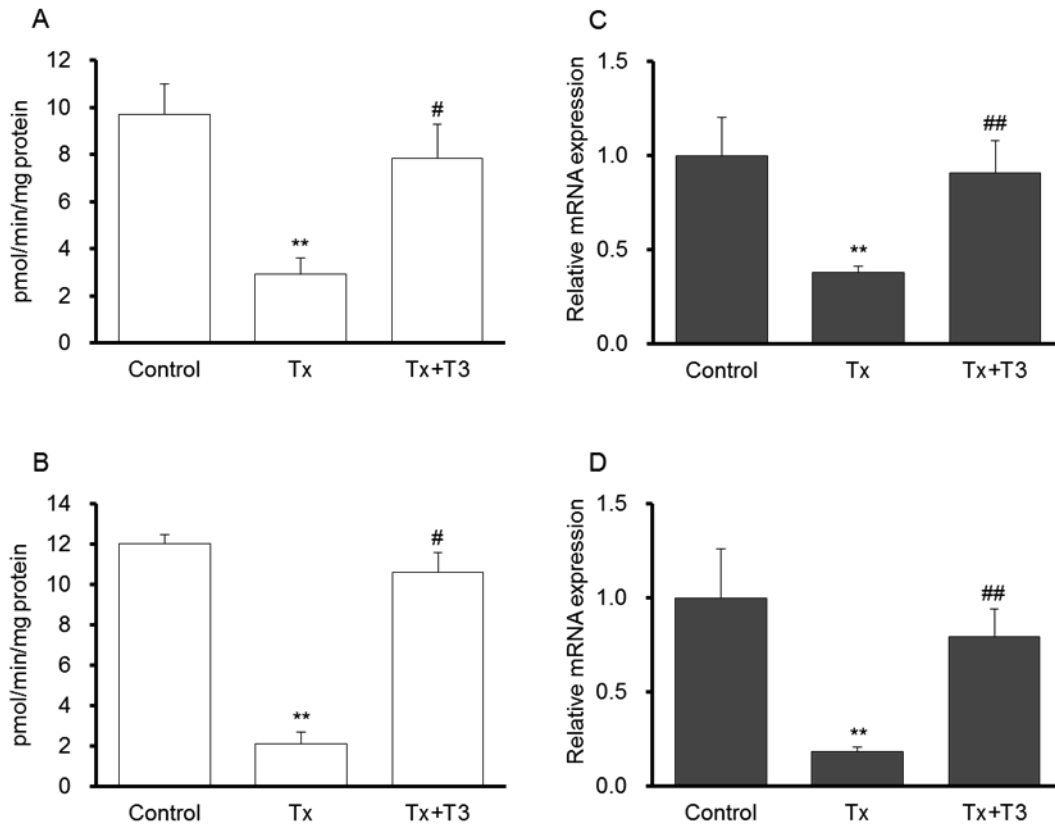 A
pmol/min/mg protein
12
10
8
6
4
2
0
**
#
Control
Tx
Tx+T3
C
Relative mRNA expression
1.5
1.0
0.5
0.0
**
##
Control
Tx
Tx+T3
B
pmol/min/mg protein
14
12
10
8
6
4
2
0
**
#
Control
Tx
Tx+T3
D
Relative mRNA expression
1.5
1.0
0.5
0.0
**
##
Control
Tx
Tx+T3